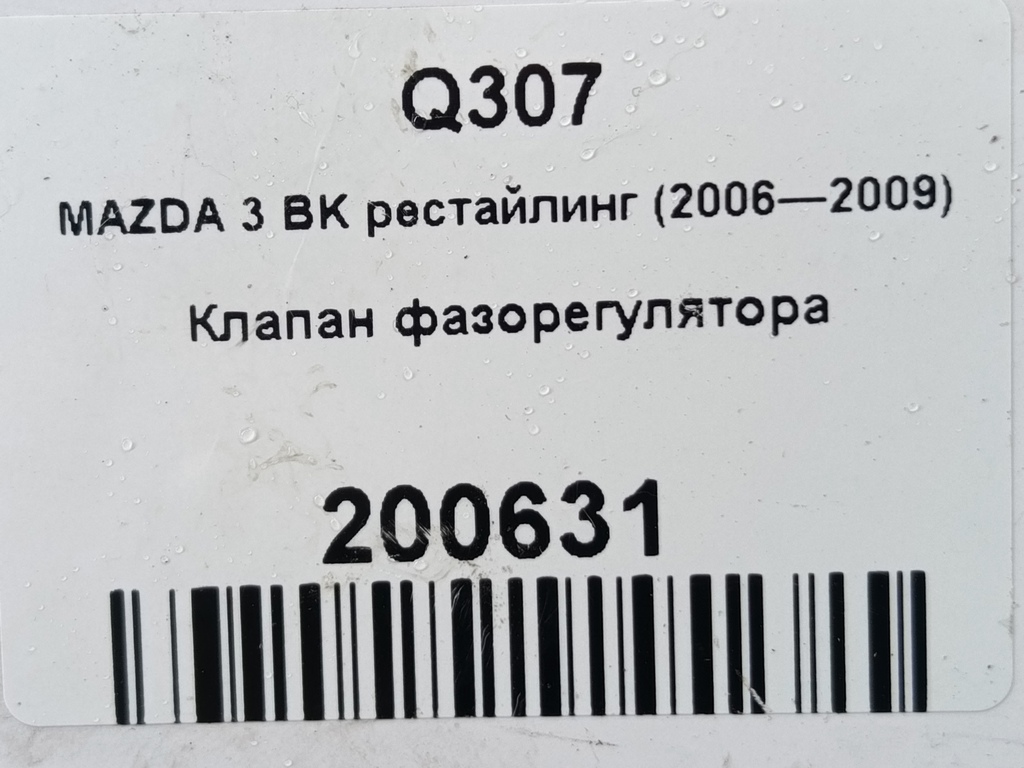 Q307
MAZDA 3 BK рестайлинг (2006—2009)
Клапан фазорегулятора
200631